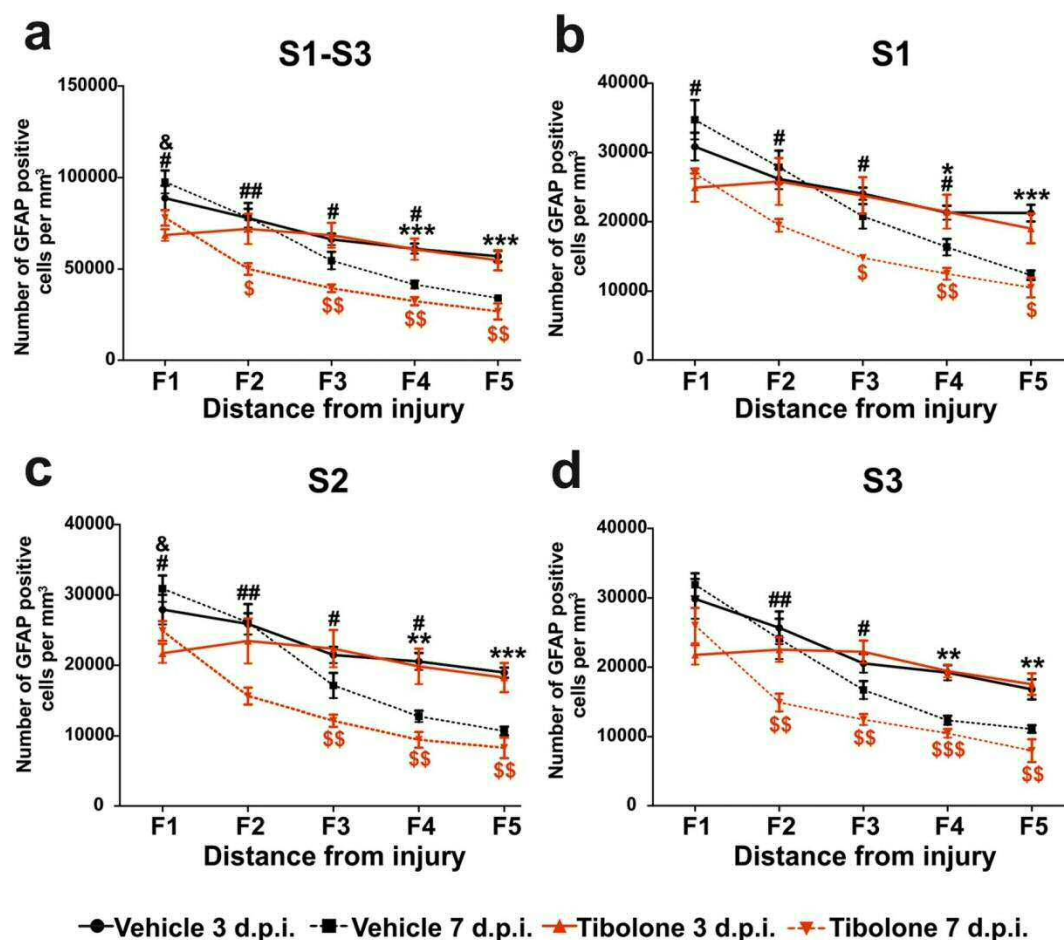 a
S1-S3
Number of GFAP positive
cells per mm³
150000
100000
50000
0
&
#
##
#
#
***
***
$
$$
$$
$$
F1 F2 F3 F4 F5
Distance from injury
b
S1
Number of GFAP positive
cells per mm³
40000
30000
20000
10000
0
#
#
#
*
#
***
$
$$
$
F1 F2 F3 F4 F5
Distance from injury
c
S2
Number of GFAP positive
cells per mm³
40000
30000
20000
10000
0
&
#
##
#
#
**
***
$$
$$
$$
F1 F2 F3 F4 F5
Distance from injury
d
S3
Number of GFAP positive
cells per mm³
40000
30000
20000
10000
0
##
#
**
**
$$
$$
$$$
$$
F1 F2 F3 F4 F5
Distance from injury
Vehicle 3 d.p.i. Vehicle 7 d.p.i. Tibolone 3 d.p.i. Tibolone 7 d.p.i.